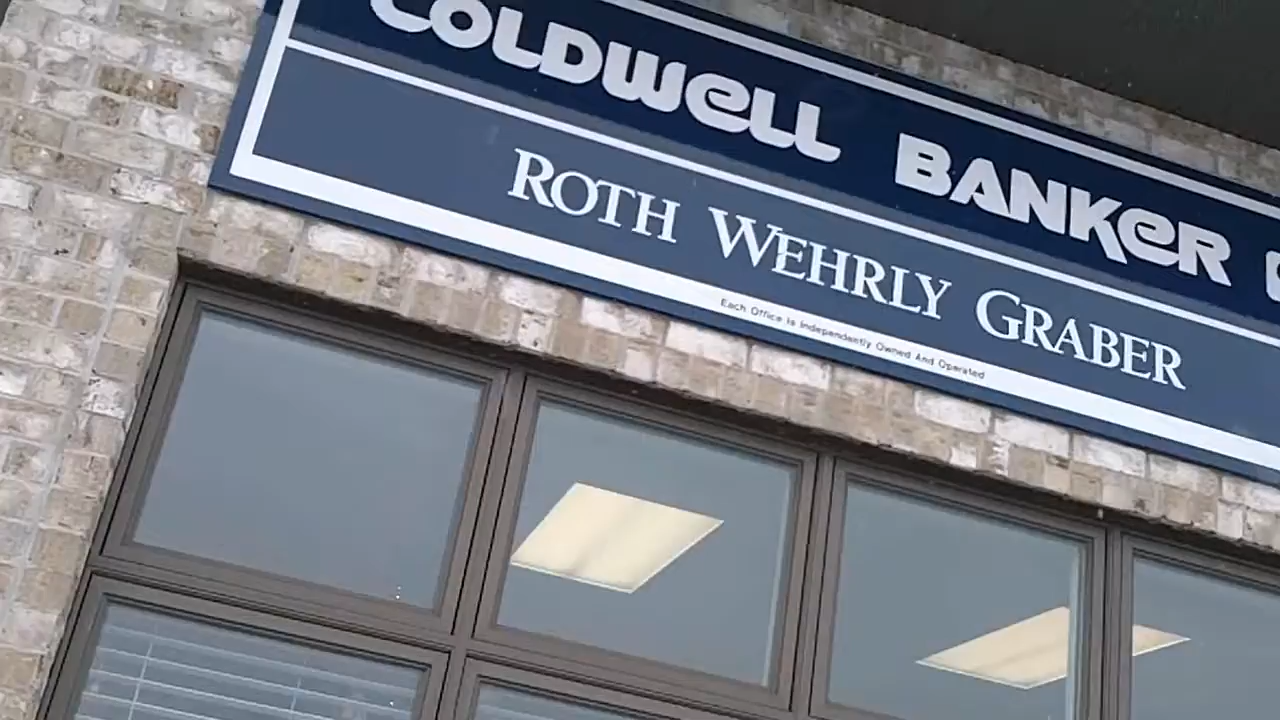 COLDWELL BANKER
ROTH WEHRLY GRABER
Each Office is Independently Owned And Operated